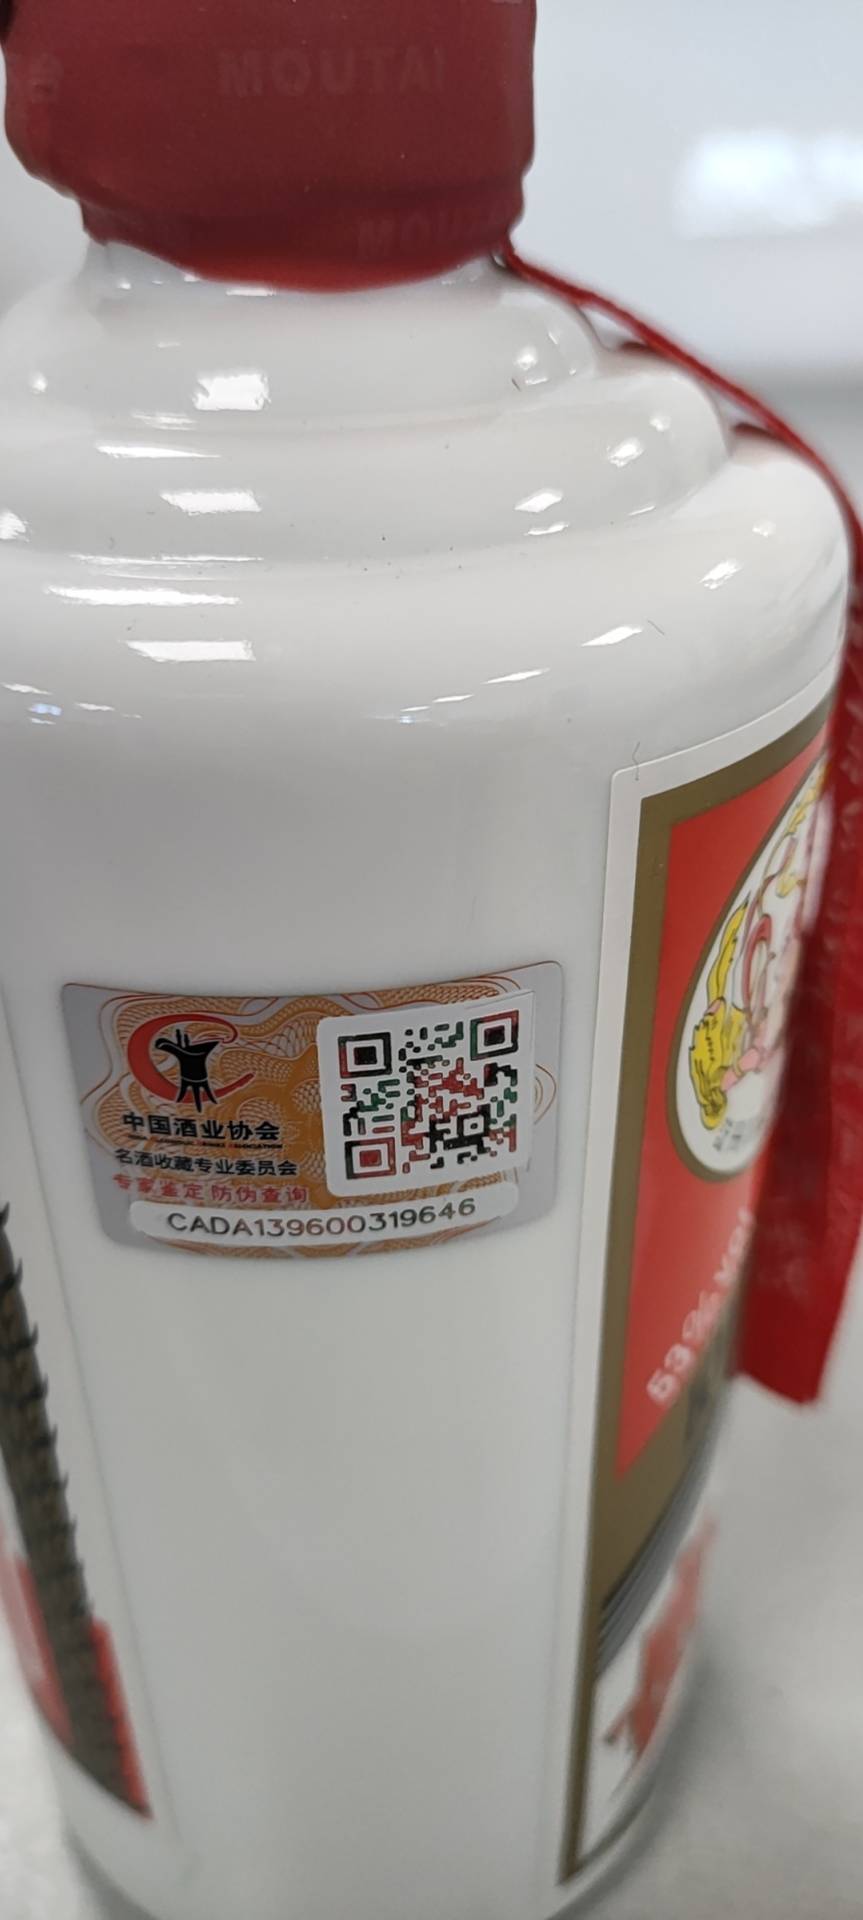 MOUTAI
MOUTAI
中国酒业协会
名酒收藏专业委员会
专家鉴定 防伪查询
CADA139600319646
53%